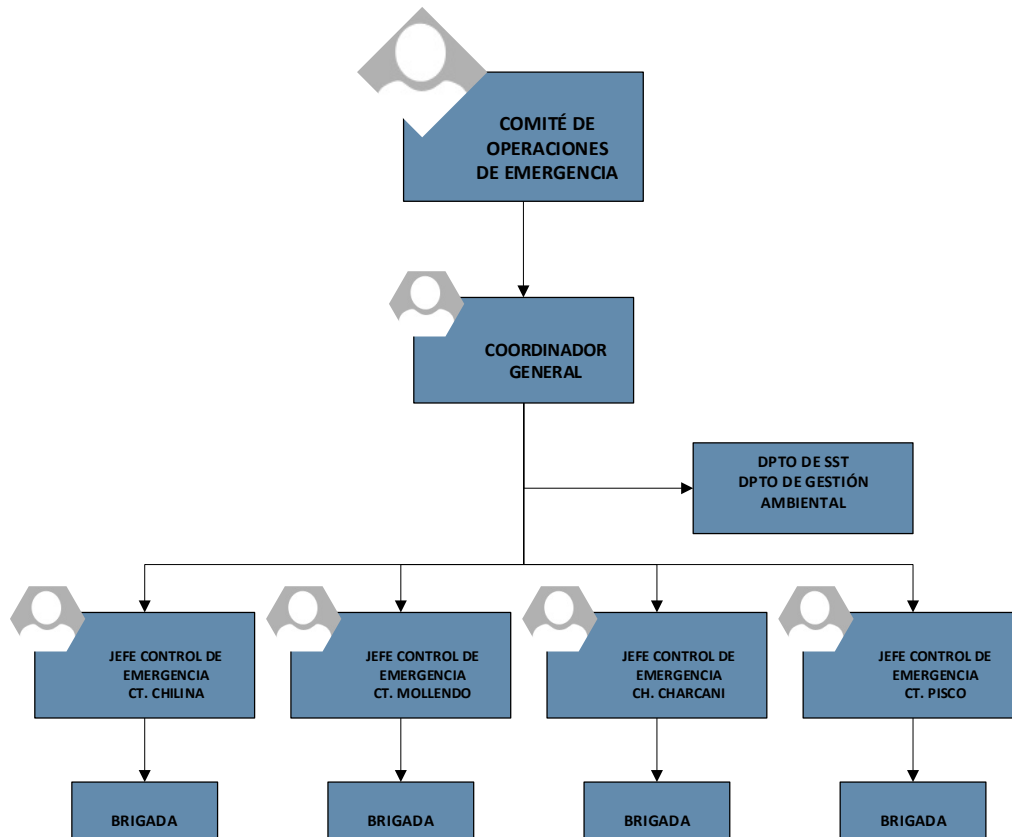 COMITÉ DE
OPERACIONES
DE EMERGENCIA
COORDINADOR
GENERAL
DPTO DE SST
DPTO DE GESTIÓN
AMBIENTAL
JEFE CONTROL DE
EMERGENCIA
CT. CHILINA
JEFE CONTROL DE
EMERGENCIA
CT. MOLLENDO
JEFE CONTROL DE
EMERGENCIA
CH. CHARCANI
JEFE CONTROL DE
EMERGENCIA
CT. PISCO
BRIGADA
BRIGADA
BRIGADA
BRIGADA